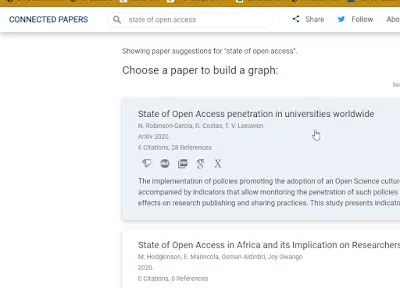 CONNECTED PAPERS
state of open access
Share
Follow
Abo
Showing paper suggestions for "state of open access".
Choose a paper to build a graph:
Se
State of Open Access penetration in universities worldwide
N. Robinson-Garcia, R. Costas, T. V. Leeuwen
ArXiv 2020.
6 Citations, 28 References
The implementation of policies promoting the adoption of an Open Science cultur
accompanied by indicators that allow monitoring the penetration of such policies
effects on research publishing and sharing practices. This study presents indicato
State of Open Access in Africa and its Implication on Researchers
M. Hodgkinson, E. Marincola, Osman Aldirdiri, Joy Owango
2020.
0 Citations, 0 References